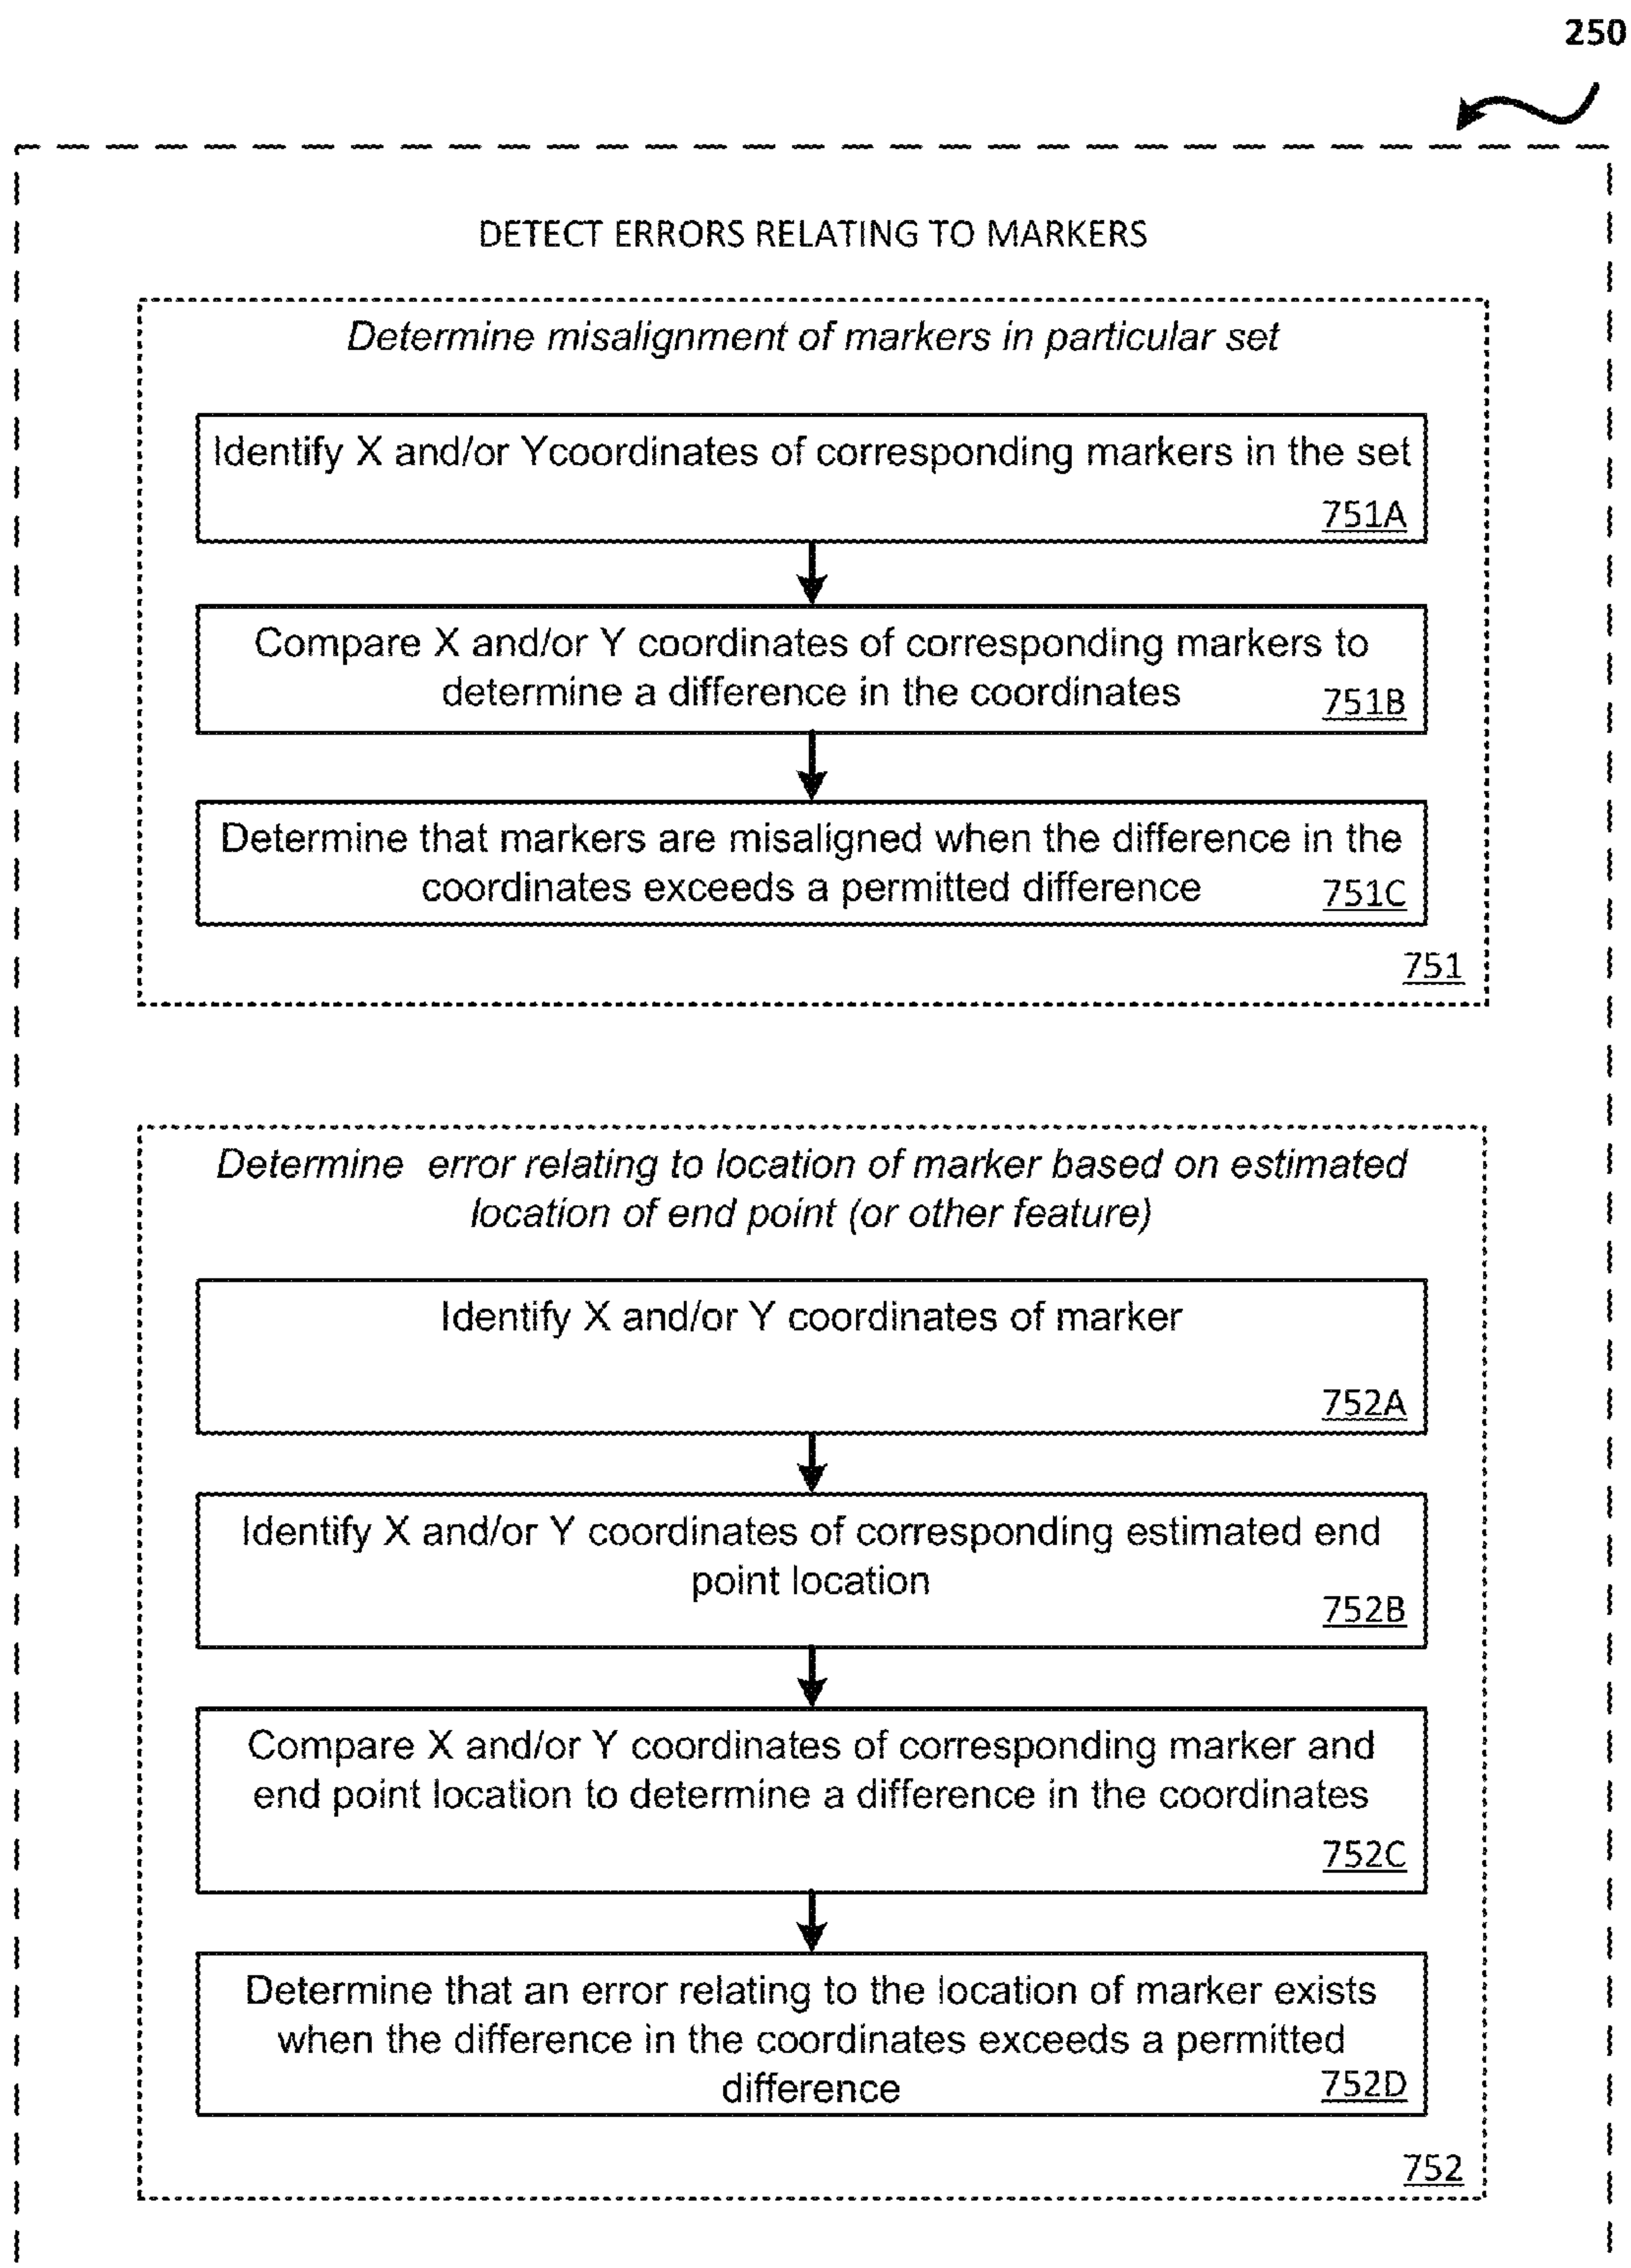 250
DETECT ERRORS RELATING TO MARKERS
Determine misalignment of markers in particular set
Identify X and/or Ycoordinates of corresponding markers in the set
751A
Compare X and/or Y coordinates of corresponding markers to
determine a difference in the coordinates
751B
Determine that markers are misaligned when the difference in the
coordinates exceeds a permitted difference
751C
751
Determine error relating to location of marker based on estimated
location of end point (or other feature)
Identify X and/or Y coordinates of marker
752A
Identify X and/or Y coordinates of corresponding estimated end
point location
752B
Compare X and/or Y coordinates of corresponding marker and
end point location to determine a difference in the coordinates
752C
Determine that an error relating to the location of marker exists
when the difference in the coordinates exceeds a permitted
difference
752D
752